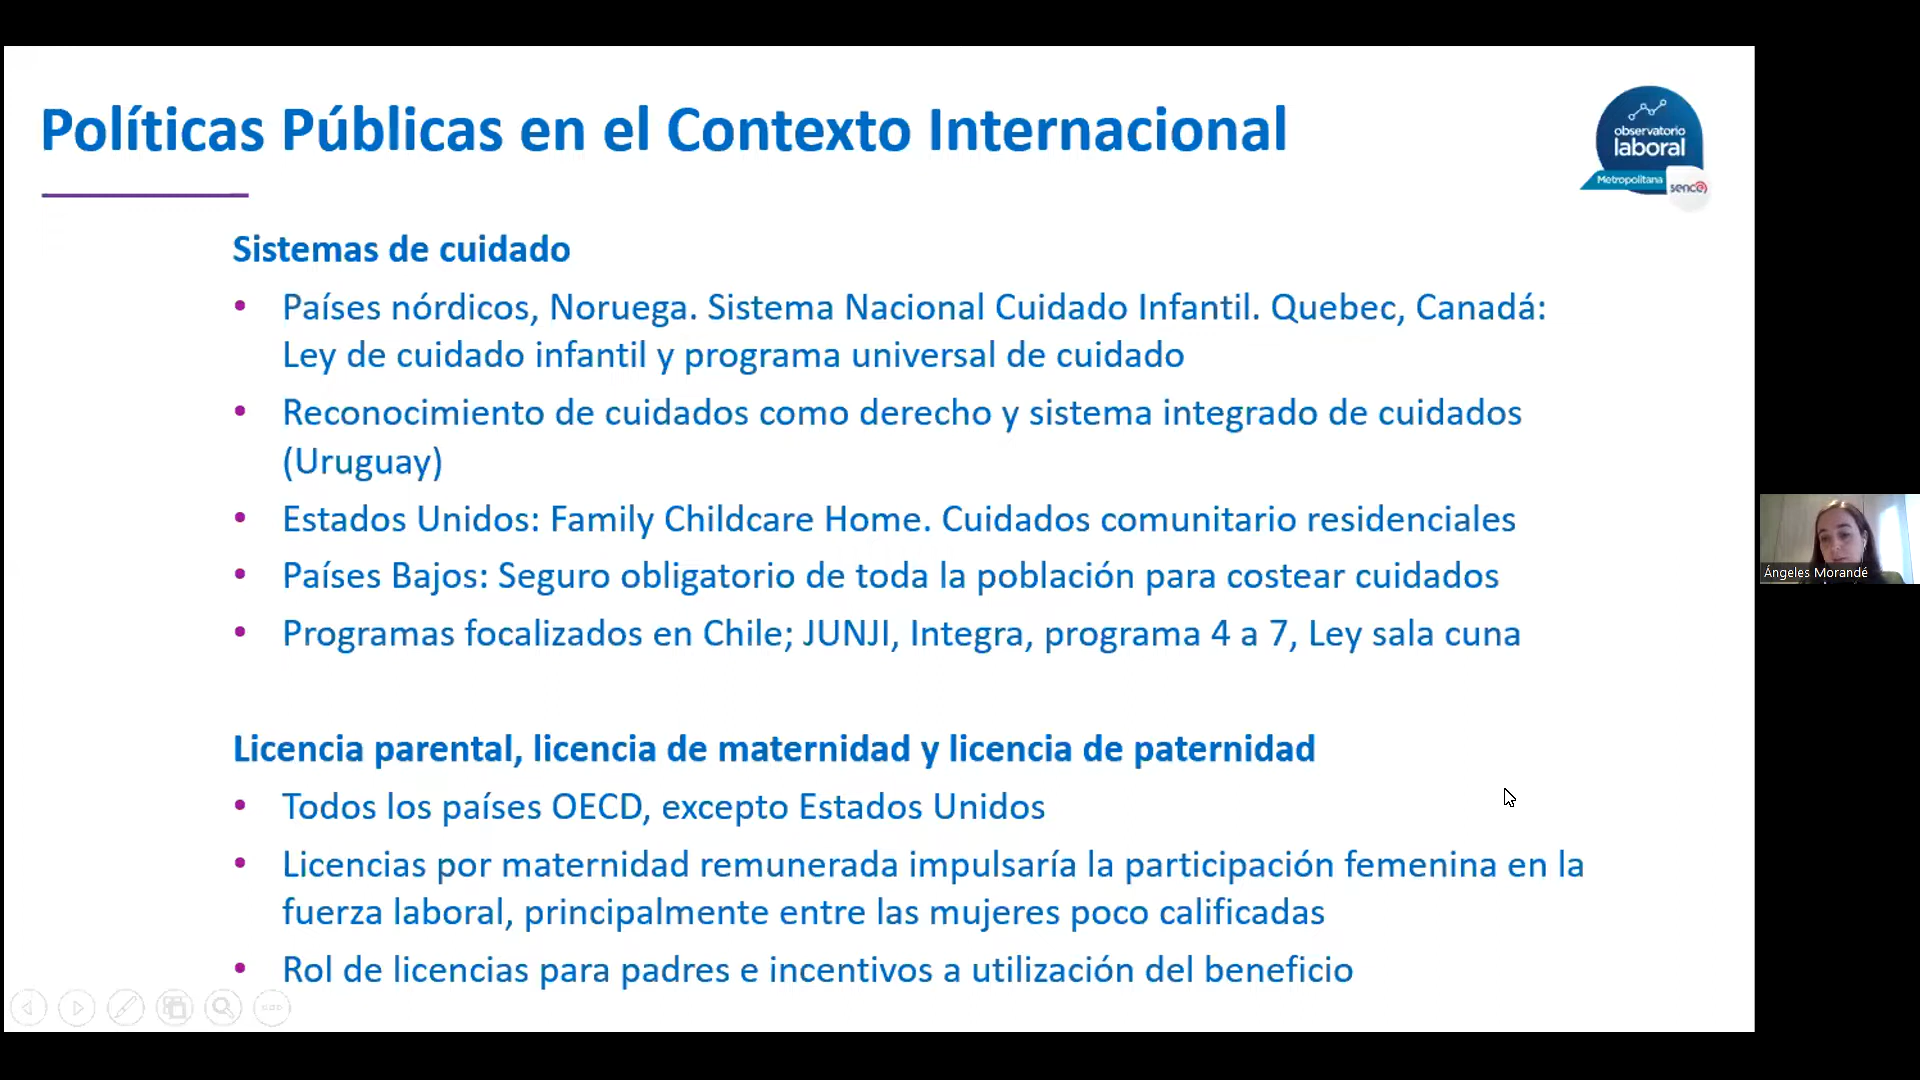 Políticas Públicas en el Contexto Internacional
observatorio
laboral
Metropolitana
sence
Sistemas de cuidado
• Países nórdicos, Noruega. Sistema Nacional Cuidado Infantil. Quebec, Canadá:
Ley de cuidado infantil y programa universal de cuidado
• Reconocimiento de cuidados como derecho y sistema integrado de cuidados
(Uruguay)
• Estados Unidos: Family Childcare Home. Cuidados comunitario residenciales
• Países Bajos: Seguro obligatorio de toda la población para costear cuidados
• Programas focalizados en Chile; JUNJI, Integra, programa 4 a 7, Ley sala cuna
Ángeles Morandé
Licencia parental, licencia de maternidad y licencia de paternidad
• Todos los países OECD, excepto Estados Unidos
• Licencias por maternidad remunerada impulsaría la participación femenina en la
fuerza laboral, principalmente entre las mujeres poco calificadas
• Rol de licencias para padres e incentivos a utilización del beneficio